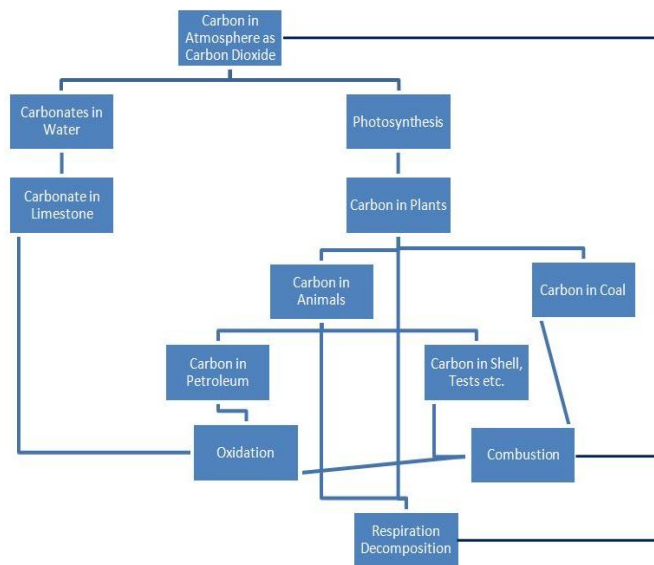 Carbon in
Atmosphere as
Carbon Dioxide
Carbonates in
Water
Photosynthesis
Carbonate in
Limestone
Carbon in Plants
Carbon in
Animals
Carbon in Coal
Carbon in
Petroleum
Carbon in Shell,
Tests etc.
Oxidation
Combustion
Respiration
Decomposition